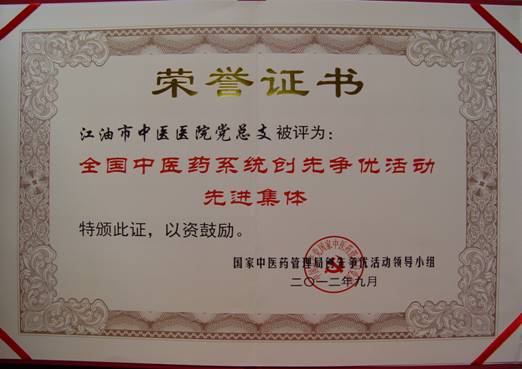 荣誉证书
江油市中医医院党总支被评为：
全国中医药系统创先争优活动
先进集体
特颁此证，以资鼓励。
国家中医药管理局创先争优活动领导小组
二〇一二年九月